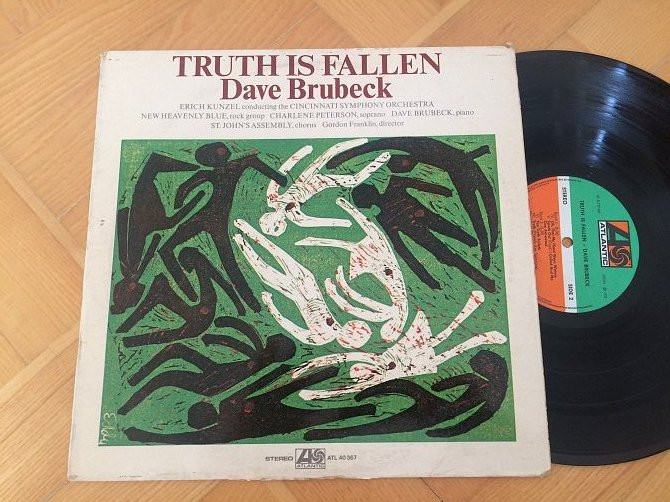 TRUTH IS FALLEN
Dave Brubeck
ERICH KUNZEL conducting the CINCINNATI SYMPHONY ORCHESTRA
NEW HEAVENLY BLUE, rock group CHARLENE PETERSON, soprano DAVE BRUBECK, piano
ST. JOHN'S ASSEMBLY, chorus Gordon Franklin, director
STEREO ATLANTIC ATL 40 367
ATLANTIC
STEREO
SIDE 2
TRUTH IS FALLEN - DAVE BRUBECK